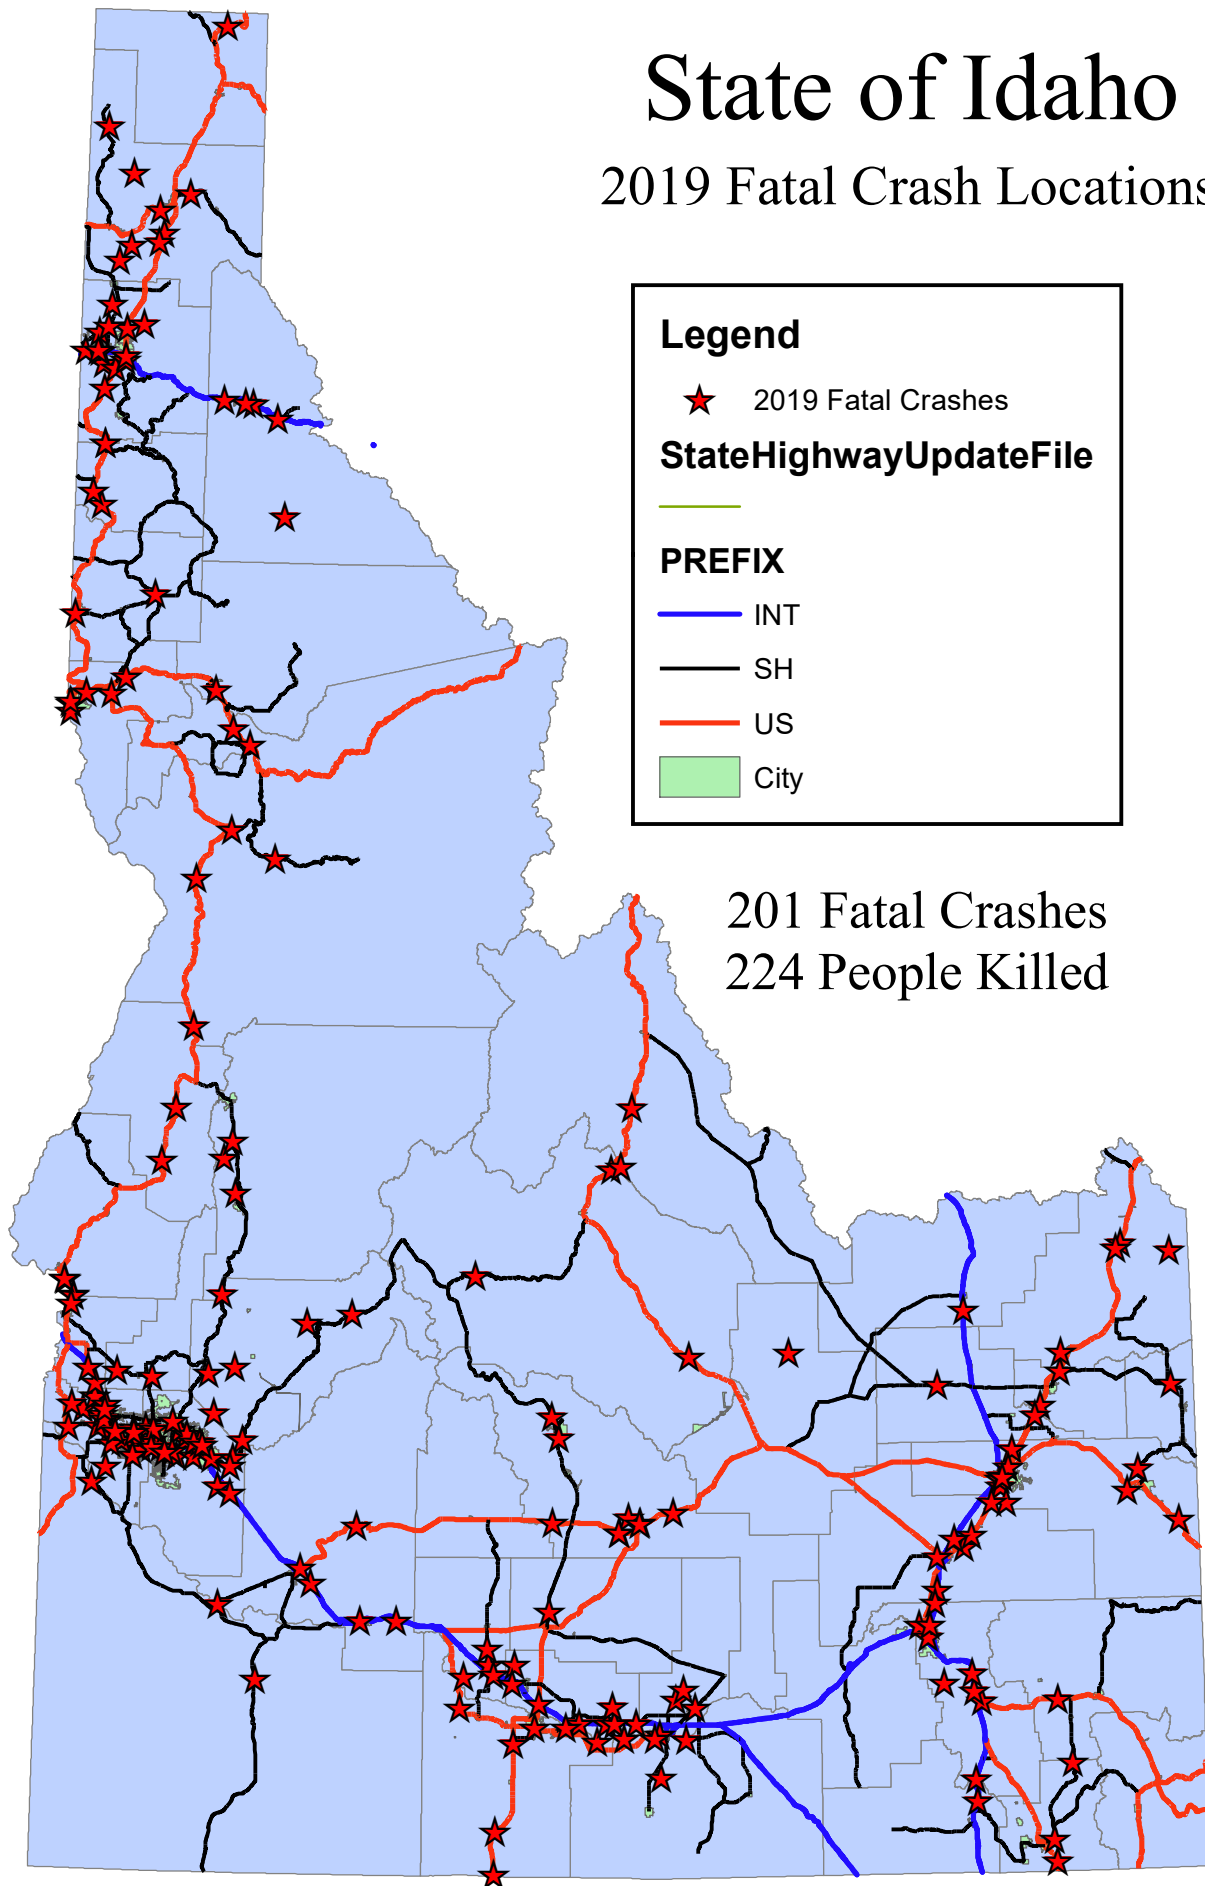 State of Idaho
2019 Fatal Crash Locations
Legend
2019 Fatal Crashes
StateHighwayUpdateFile
PREFIX
INT
SH
US
City
201 Fatal Crashes
224 People Killed